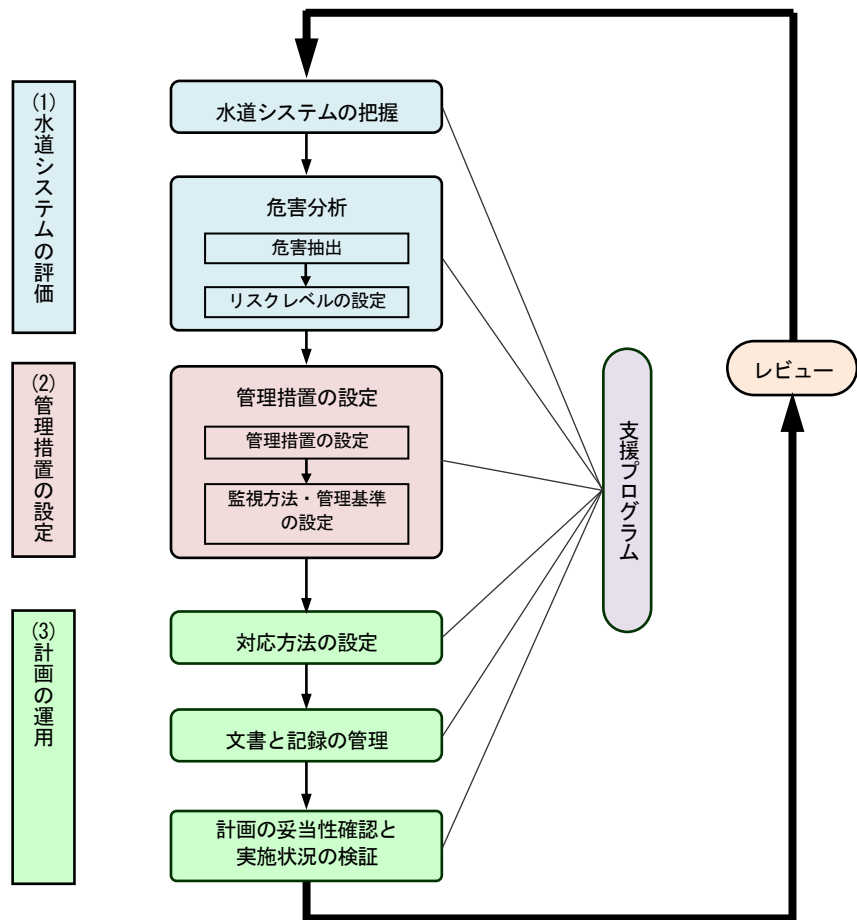 (1)水道システムの評価
水道システムの把握
危害分析
危害抽出
リスクレベルの設定
(2)管理措置の設定
管理措置の設定
管理措置の設定
監視方法・管理基準
の設定
支援プログラム
レビュー
(3)計画の運用
対応方法の設定
文書と記録の管理
計画の妥当性確認と
実施状況の検証